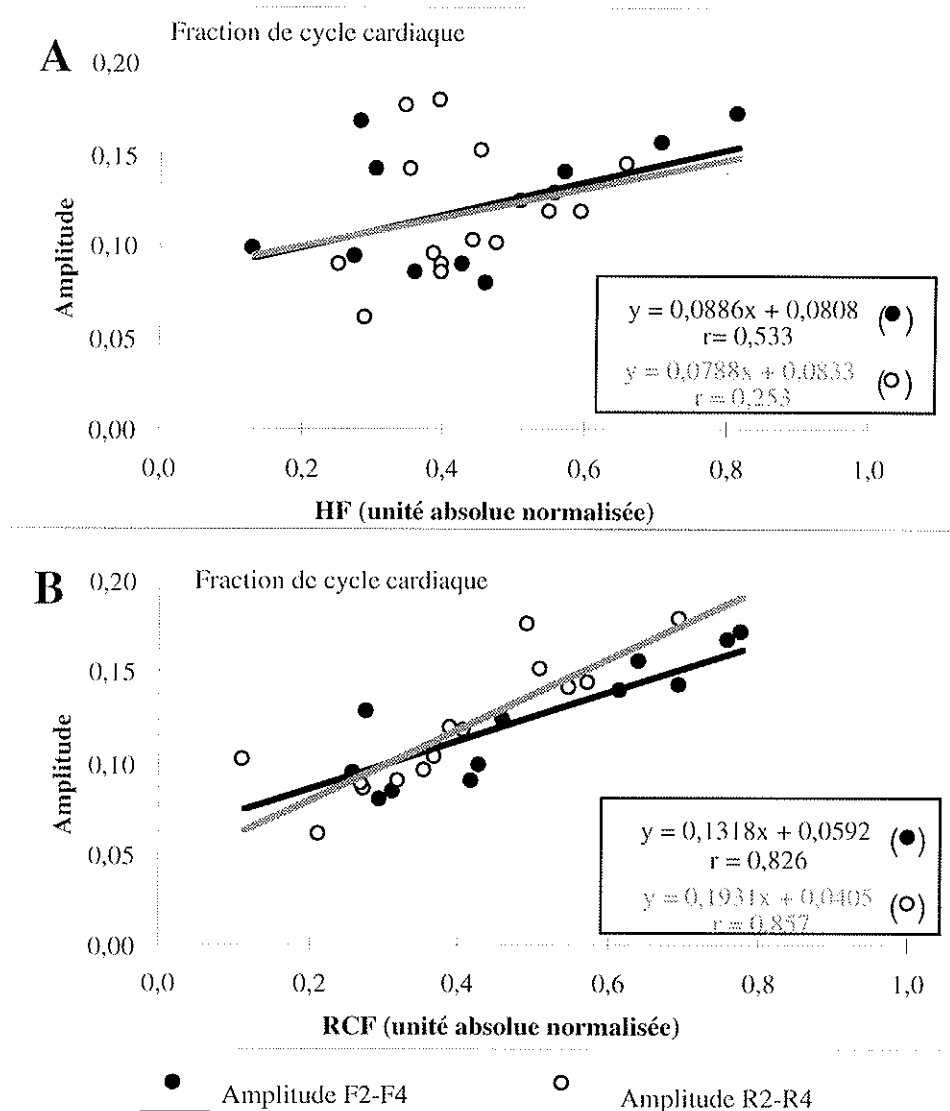 Fraction de cycle cardiaque
A
0,20
0,15
0,10
0,05
0,00
Amplitude
0,0 0,2 0,4 0,6 0,8 1,0
HF (unité absolue normalisée)
y = 0,0886x + 0,0808 (●)
r= 0,533
y = 0,0788x + 0,0833 (○)
r = 0,253
B
Fraction de cycle cardiaque
0,20
0,15
0,10
0,05
0,00
Amplitude
0,0 0,2 0,4 0,6 0,8 1,0
RCF (unité absolue normalisée)
y = 0,1318x + 0,0592 (●)
r = 0,826
y = 0,1931x + 0,0405 (○)
r = 0,857
● Amplitude F2-F4 ○ Amplitude R2-R4